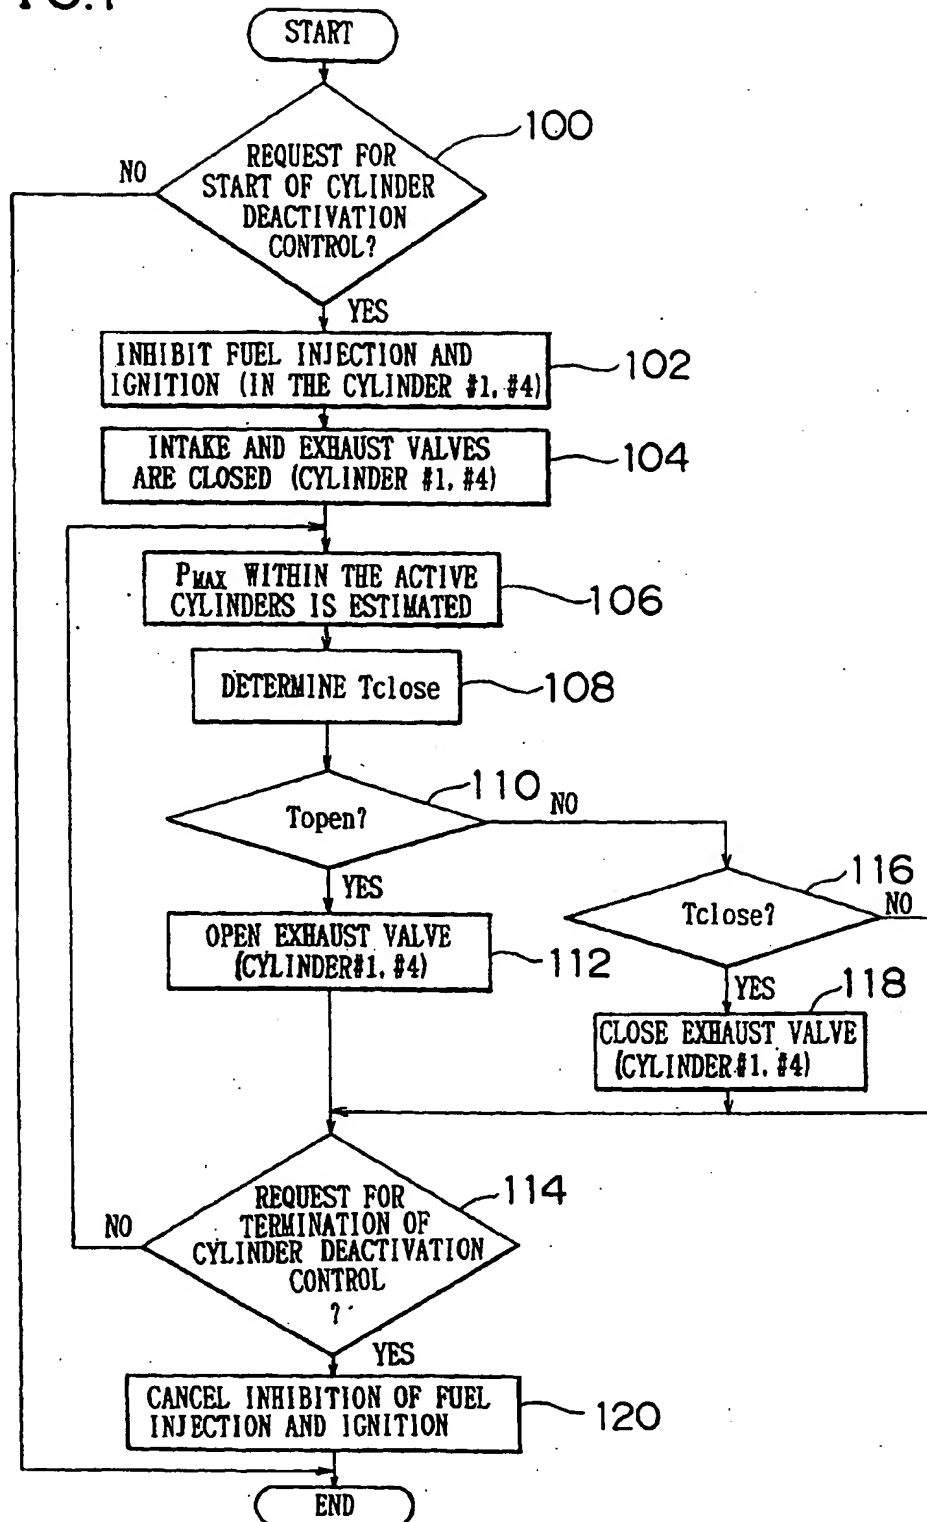 START
100
REQUEST FOR
START OF CYLINDER
DEACTIVATION
CONTROL?
NO
YES
INHIBIT FUEL INJECTION AND
IGNITION (IN THE CYLINDER #1, #4)
102
INTAKE AND EXHAUST VALVES
ARE CLOSED (CYLINDER #1, #4)
104
PMAX WITHIN THE ACTIVE
CYLINDERS IS ESTIMATED
106
DETERMINE Tclose
108
Topen?
110
NO
YES
Tclose?
116
NO
OPEN EXHAUST VALVE
(CYLINDER#1, #4)
112
YES
118
CLOSE EXHAUST VALVE
(CYLINDER#1, #4)
REQUEST FOR
TERMINATION OF
CYLINDER DEACTIVATION
CONTROL
?
114
NO
YES
CANCEL INHIBITION OF FUEL
INJECTION AND IGNITION
120
END